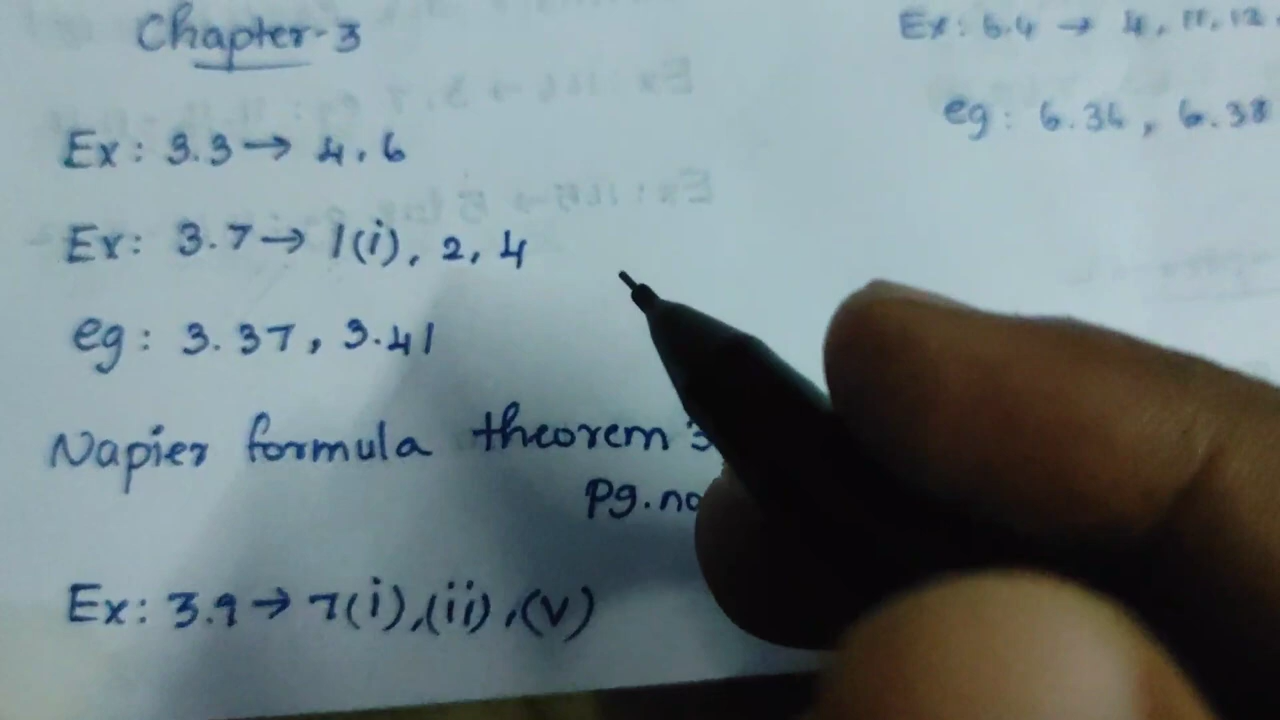 Chapter-3
Ex: 3.3 → 4, 6
Ex: 3.7 → 1(i), 2, 4
eg: 3.37, 3.41
Napier formula theorem 3
Pg.no
Ex: 3.9 → 7(i),(ii),(v)
Ex: 6.4 → 4, 11, 12
eg: 6.36, 6.38